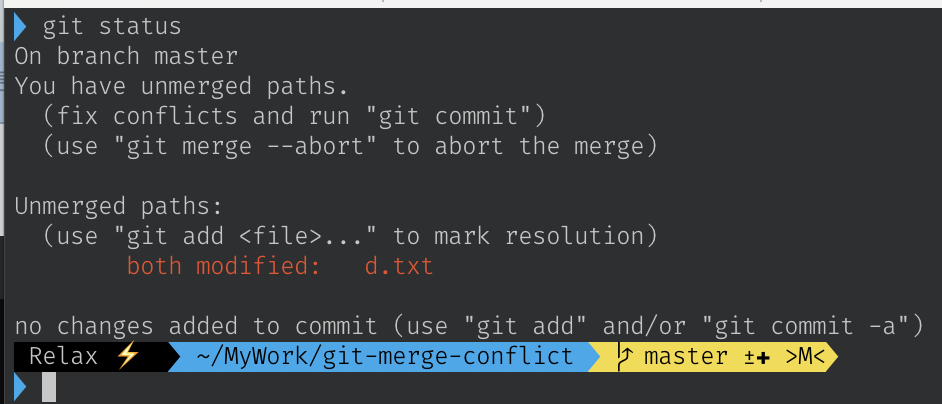 git status
On branch master
You have unmerged paths.
(fix conflicts and run "git commit")
(use "git merge --abort" to abort the merge)
Unmerged paths:
(use "git add <file>..." to mark resolution)
both modified: d.txt
no changes added to commit (use "git add" and/or "git commit -a")
Relax ⚡ ~/MyWork/git-merge-conflict master ±✚ >M<